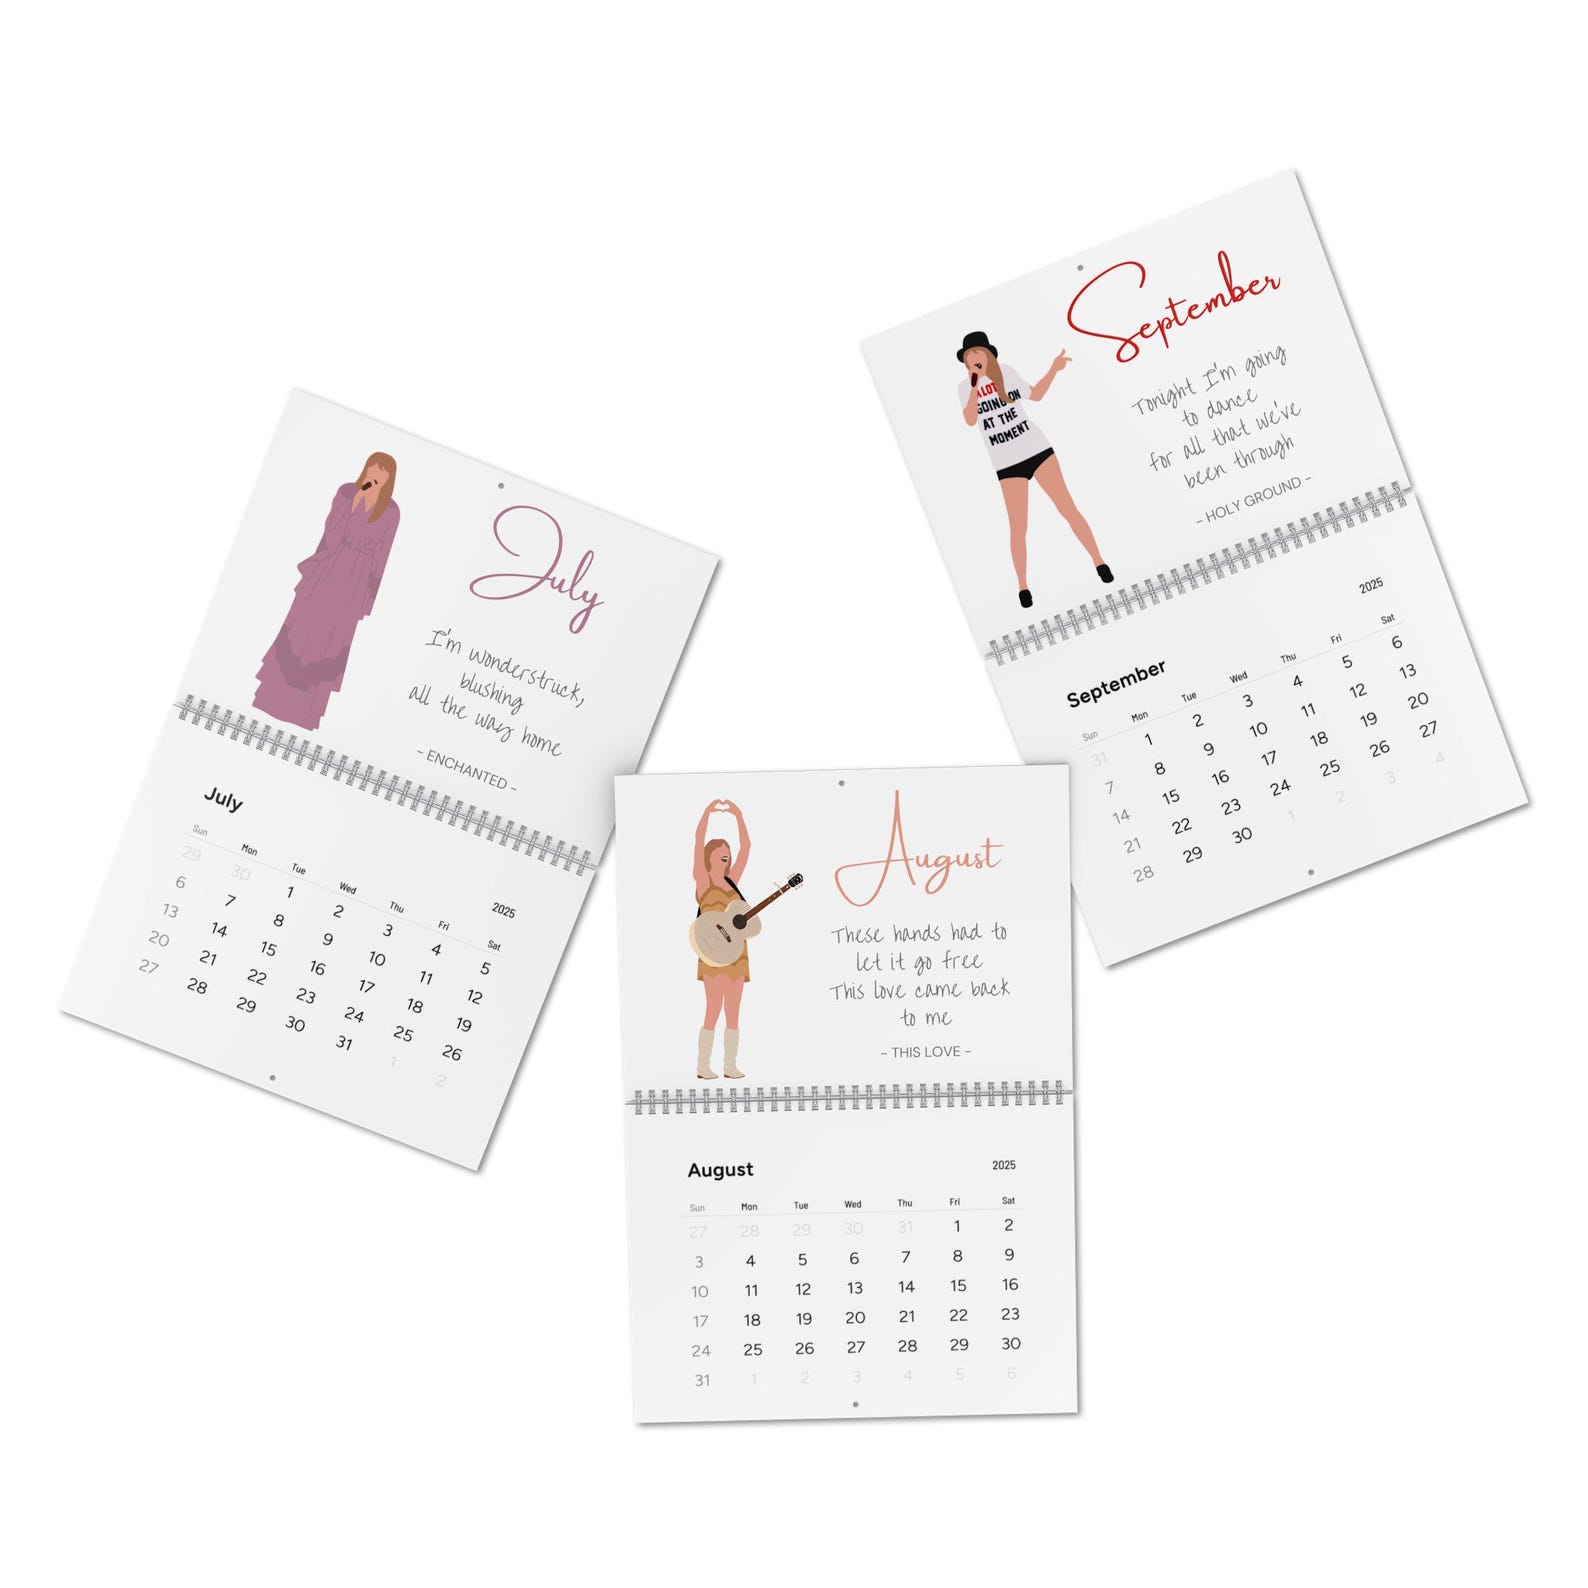 July
I'm wonderstruck,
blushing
all the way home
- ENCHANTED -
July
2025
Sun Mon Tue Wed Thu Fri Sat
29 30 1 2 3 4 5
6 7 8 9 10 11 12
13 14 15 16 17 18 19
20 21 22 23 24 25 26
27 28 29 30 31 1 2
August
These hands had to
let it go free
This love came back
to me
- THIS LOVE -
August
2025
Sun Mon Tue Wed Thu Fri Sat
27 28 29 30 31 1 2
3 4 5 6 7 8 9
10 11 12 13 14 15 16
17 18 19 20 21 22 23
24 25 26 27 28 29 30
31 1 2 3 4 5 6
September
A LOT
GOING ON
AT THE
MOMENT
Tonight I'm going
to dance
for all that we've
been through
- HOLY GROUND -
September
2025
Sun Mon Tue Wed Thu Fri Sat
31 1 2 3 4 5 6
7 8 9 10 11 12 13
14 15 16 17 18 19 20
21 22 23 24 25 26 27
28 29 30 1 2 3 4